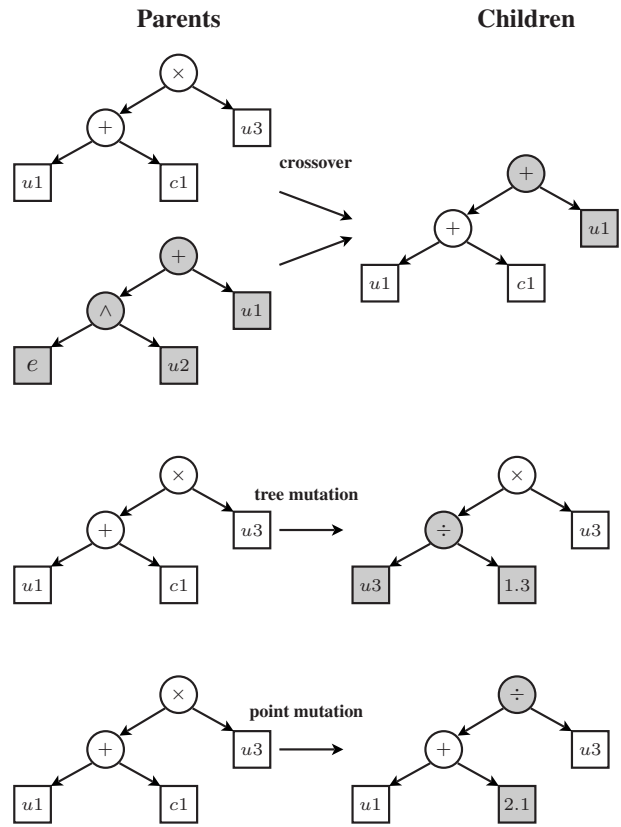 Parents Children
×
+ u3
u1 c1
crossover
+
∧ u1
e u2
+
+ u1
u1 c1
×
+ u3
u1 c1
tree mutation
×
÷ u3
u3 1.3
×
+ u3
u1 c1
point mutation
÷
+ u3
u1 2.1